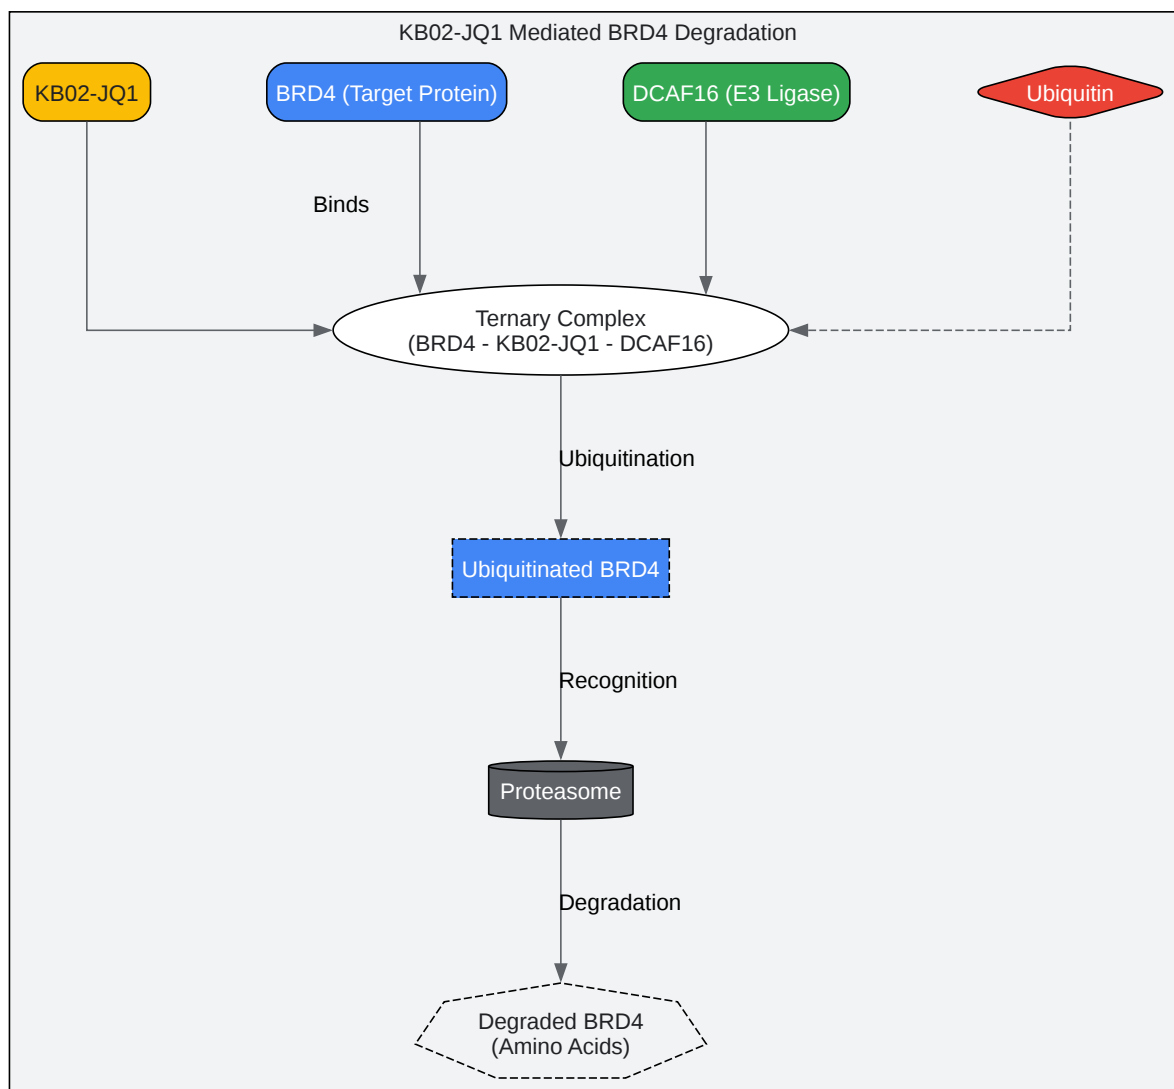 KB02-JQ1 Mediated BRD4 Degradation
KB02-JQ1
BRD4 (Target Protein)
DCAF16 (E3 Ligase)
Ubiquitin
Binds
Ternary Complex
(BRD4 - KB02-JQ1 - DCAF16)
Ubiquitination
Ubiquitinated BRD4
Recognition
Proteasome
Degradation
Degraded BRD4
(Amino Acids)